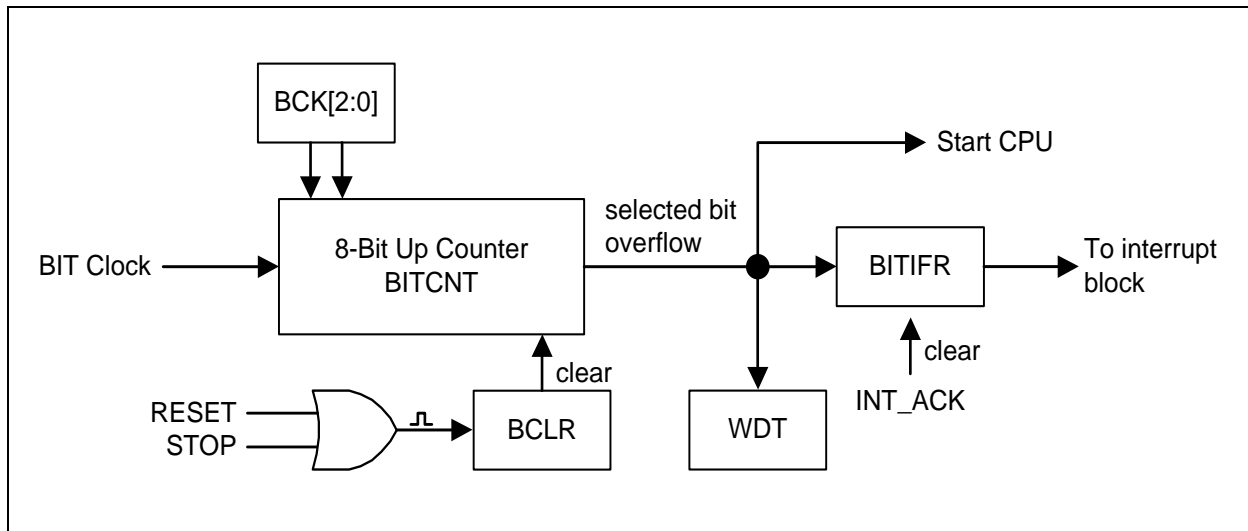 BCK[2:0]
Start CPU
selected bit
overflow
BIT Clock
8-Bit Up Counter
BITCNT
BITIFR
To interrupt
block
clear
clear
RESET
STOP
BCLR
WDT
INT_ACK